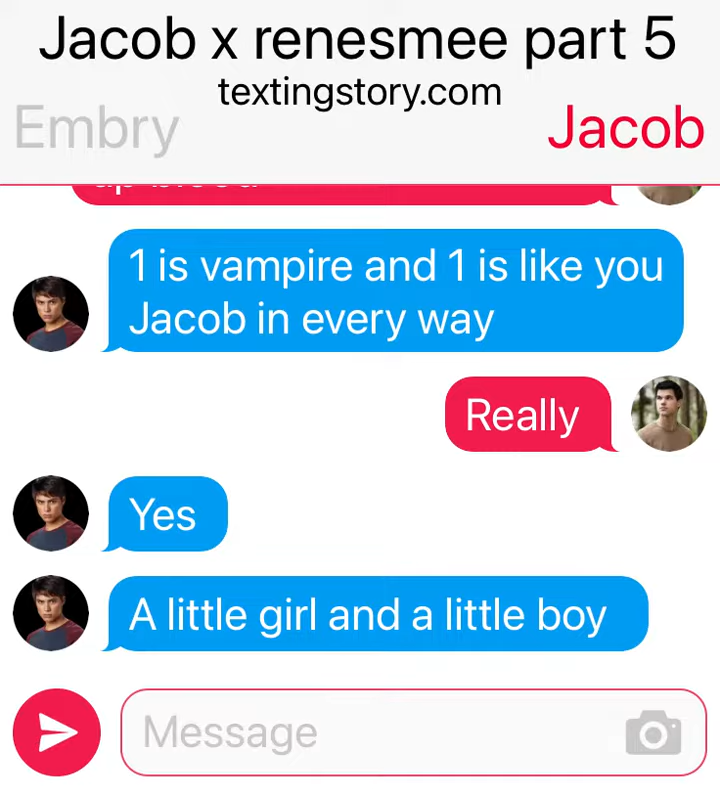 Jacob x renesmee part 5
textingstory.com
Embry
Jacob
1 is vampire and 1 is like you
Jacob in every way
Really
Yes
A little girl and a little boy
Message